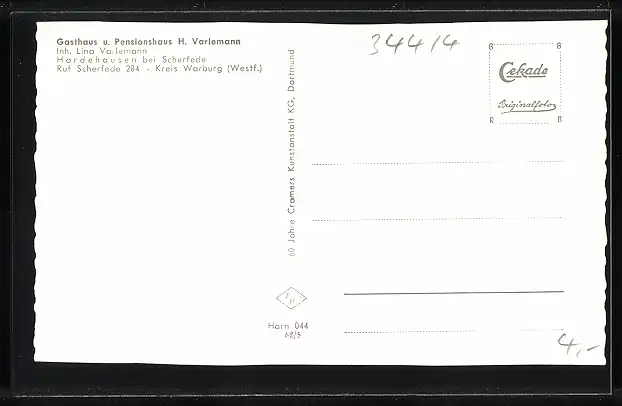 Gasthaus u. Pensionshaus H. Varlemann
Inh. Lina Varlemann
Hardehausen bei Scherfede
Ruf Scherfede 284 - Kreis Warburg (Westf.)
34414
Cekade
Originalfoto
60 Jahre Cramers Kunstanstalt KG, Dortmund
Harn 044
62/5
4,-